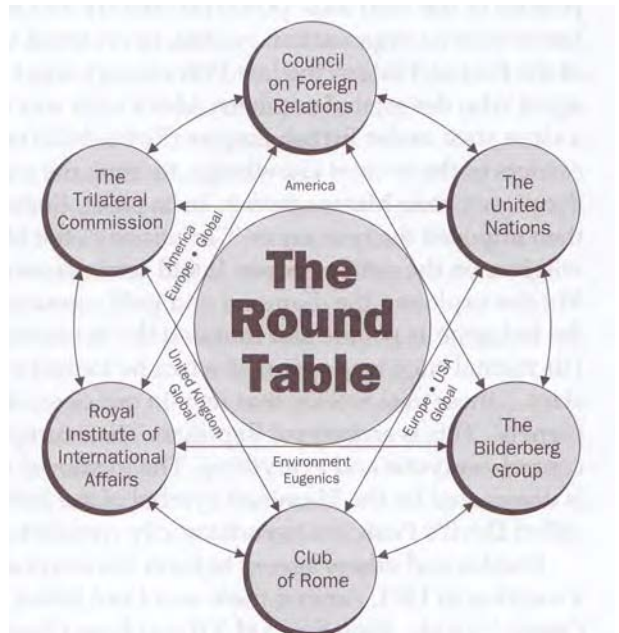 Council
on Foreign
Relations
The
Trilateral
Commission
America
The
United
Nations
America
Europe • Global
The
Round
Table
United Kingdom
Global
Europe • USA
Global
Royal
Institute of
International
Affairs
Environment
Eugenics
The
Bilderberg
Group
Club
of Rome